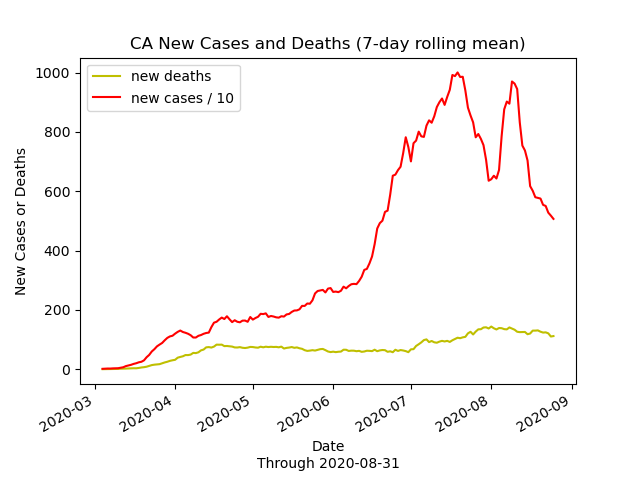 CA New Cases and Deaths (7-day rolling mean)
new deaths
new cases / 10
1000
800
600
400
200
0
New Cases or Deaths
2020-03
2020-04
2020-05
2020-06
2020-07
2020-08
2020-09
Date
Through 2020-08-31